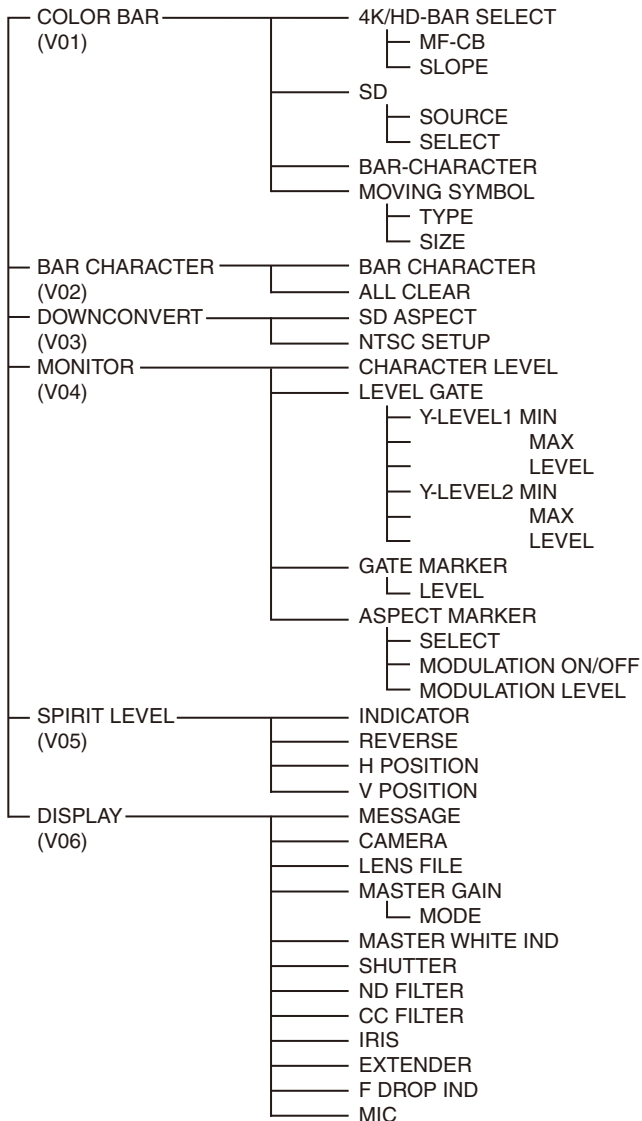 COLOR BAR 4K/HD-BAR SELECT
(V01) MF-CB
SLOPE
SD
SOURCE
SELECT
BAR-CHARACTER
MOVING SYMBOL
TYPE
SIZE
BAR CHARACTER BAR CHARACTER
(V02) ALL CLEAR
DOWNCONVERT SD ASPECT
(V03) NTSC SETUP
MONITOR CHARACTER LEVEL
(V04) LEVEL GATE
Y-LEVEL1 MIN
MAX
LEVEL
Y-LEVEL2 MIN
MAX
LEVEL
GATE MARKER
LEVEL
ASPECT MARKER
SELECT
MODULATION ON/OFF
MODULATION LEVEL
SPIRIT LEVEL INDICATOR
(V05) REVERSE
H POSITION
V POSITION
DISPLAY MESSAGE
(V06) CAMERA
LENS FILE
MASTER GAIN
MODE
MASTER WHITE IND
SHUTTER
ND FILTER
CC FILTER
IRIS
EXTENDER
F DROP IND
MIC